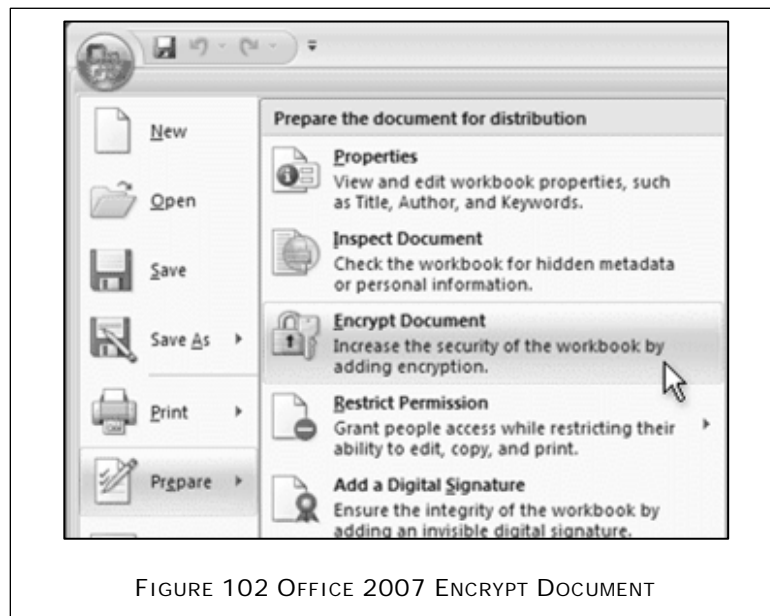 New
Open
Save
Save As
Print
Prepare
Prepare the document for distribution
Properties
View and edit workbook properties, such
as Title, Author, and Keywords.
Inspect Document
Check the workbook for hidden metadata
or personal information.
Encrypt Document
Increase the security of the workbook by
adding encryption.
Restrict Permission
Grant people access while restricting their
ability to edit, copy, and print.
Add a Digital Signature
Ensure the integrity of the workbook by
adding an invisible digital signature.
FIGURE 102 OFFICE 2007 ENCRYPT DOCUMENT